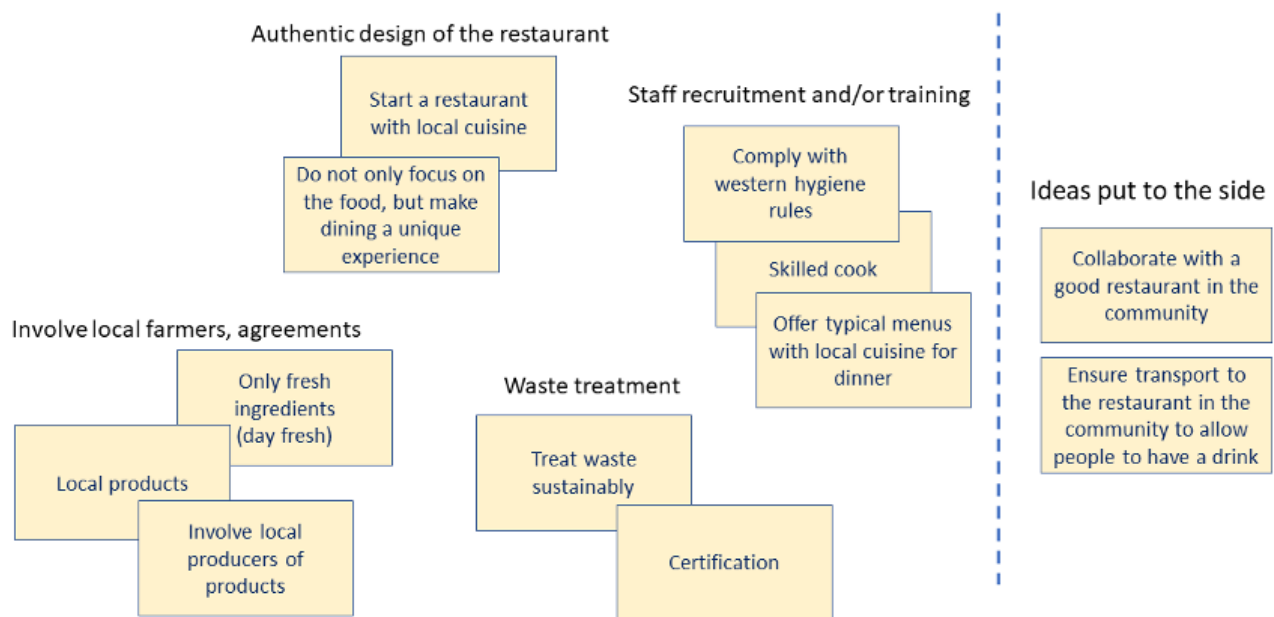 Authentic design of the restaurant
Start a restaurant
with local cuisine
Do not only focus on
the food, but make
dining a unique
experience
Staff recruitment and/or training
Comply with
western hygiene
rules
Skilled cook
Offer typical menus
with local cuisine for
dinner
Involve local farmers, agreements
Only fresh
ingredients
(day fresh)
Local products
Involve local
producers of
products
Waste treatment
Treat waste
sustainably
Certification
Ideas put to the side
Collaborate with a
good restaurant in the
community
Ensure transport to
the restaurant in the
community to allow
people to have a drink